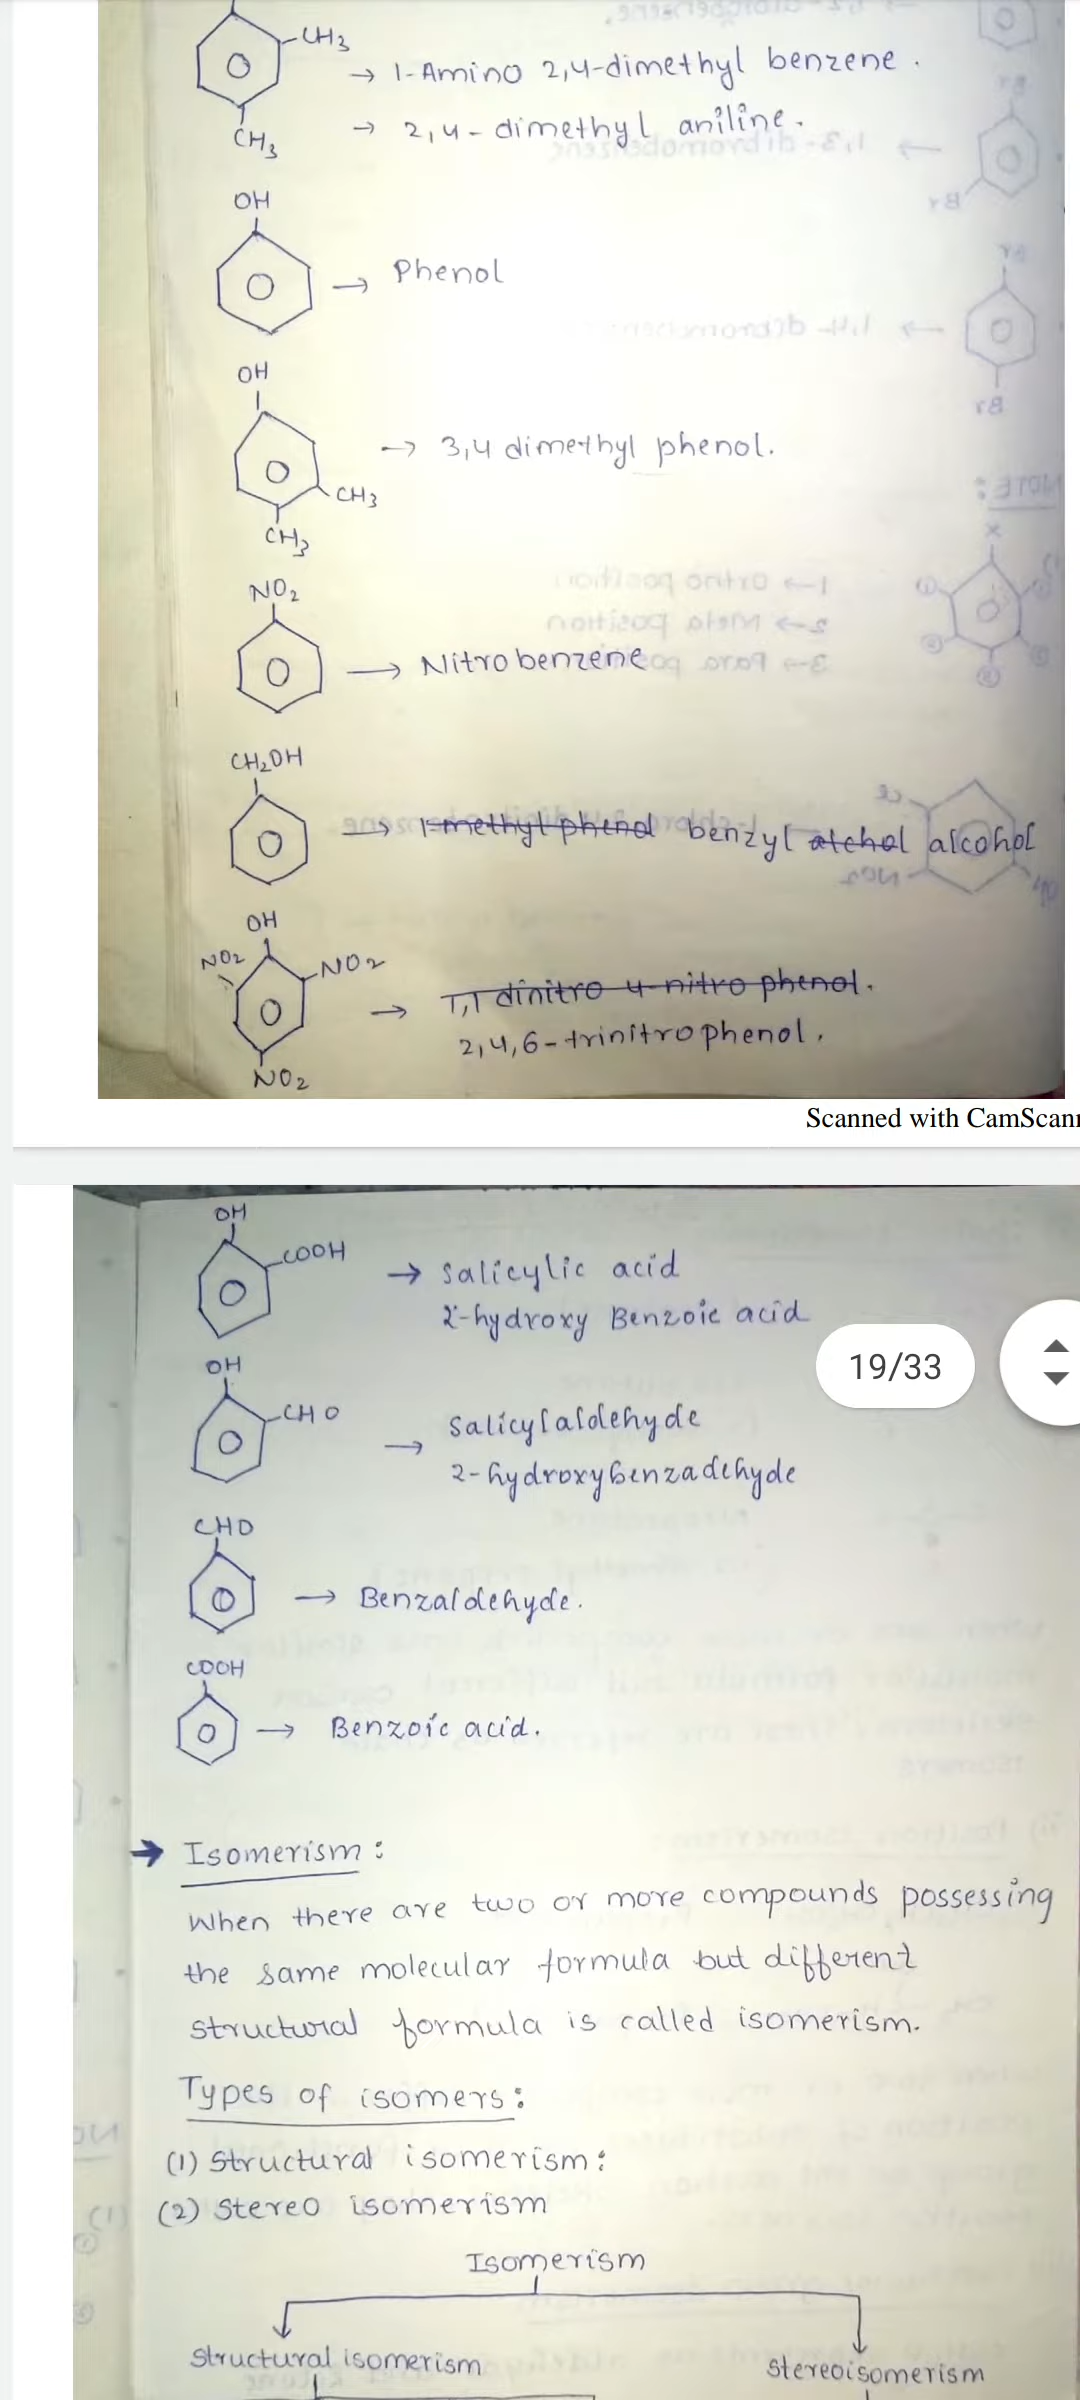 CH3
→ 1-Amino 2,4-dimethyl benzene.
CH3
→ 2,4-dimethyl aniline.
OH
→ Phenol
OH
→ 3,4 dimethyl phenol.
CH3
CH3
NO2
→ Nitrobenzene
CH2OH
→ 1-methyl phenol benzyl alchol alcohol
OH
NO2
NO2
→ 1,1 dinitro 4-nitro phenol.
2,4,6-trinitrophenol.
NO2
Scanned with CamScan
OH
COOH
→ Salicylic acid
2-hydroxy Benzoic acid
19/33
OH
CHO
→ Salicylaldehyde
2-hydroxybenzadehyde
CHO
→ Benzaldehyde.
COOH
→ Benzoic acid.
→ Isomerism:
When there are two or more compounds possessing
the same molecular formula but different
structural formula is called isomerism.
Types of isomers:
(1) Structural isomerism:
(2) Stereo isomerism
Isomerism
Structural isomerism
Stereoisomerism